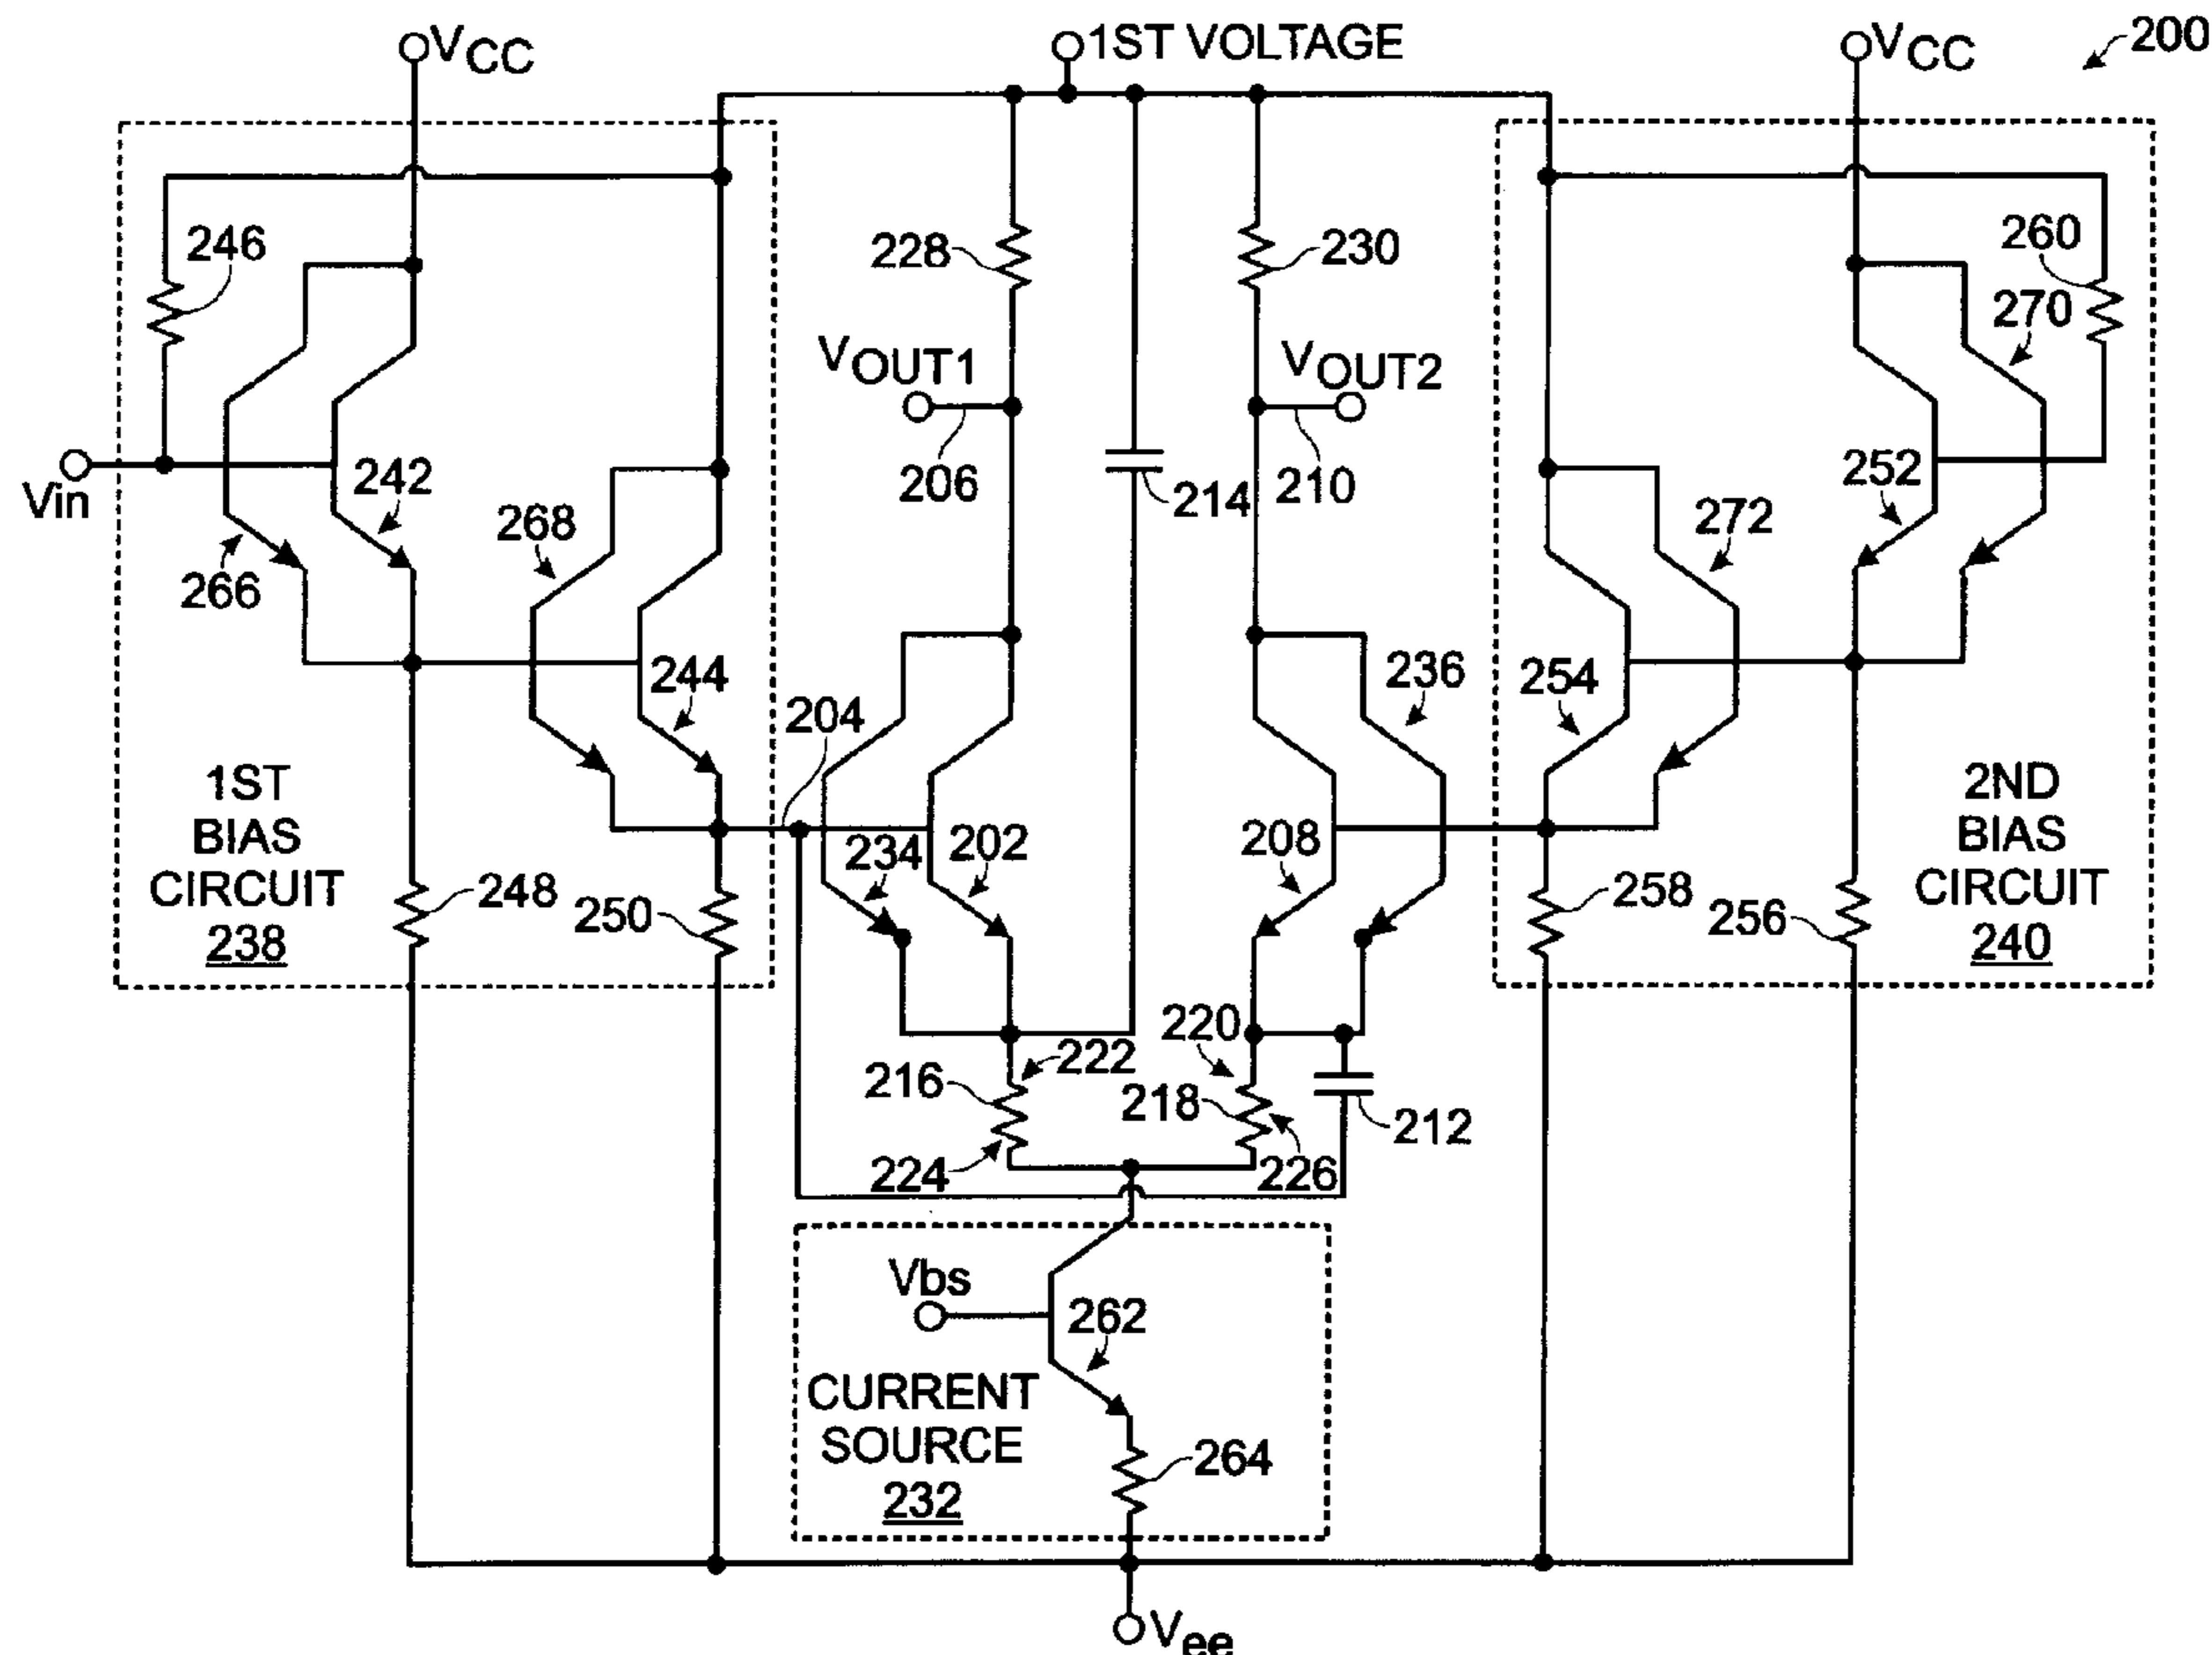 VCC
1ST VOLTAGE
VCC
200
246
228
230
260
270
VOUT1
VOUT2
206
214
210
Vin
242
266
268
252
272
244
204
236
254
1ST
BIAS
CIRCUIT
238
248
250
234
202
208
258
256
2ND
BIAS
CIRCUIT
240
216
222
220
218
212
224
226
Vbs
262
CURRENT
SOURCE
232
264
Vee